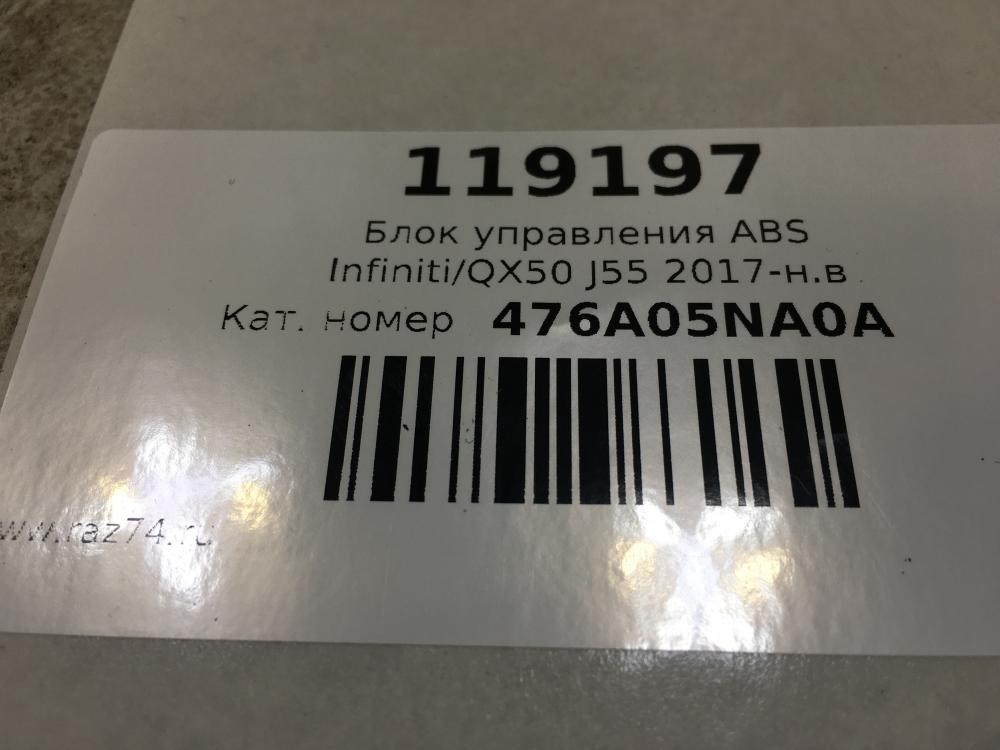 119197
Блок управления ABS
Infiniti/QX50 J55 2017-н.в.
Кат. номер 476A05NA0A
www.raz74.ru